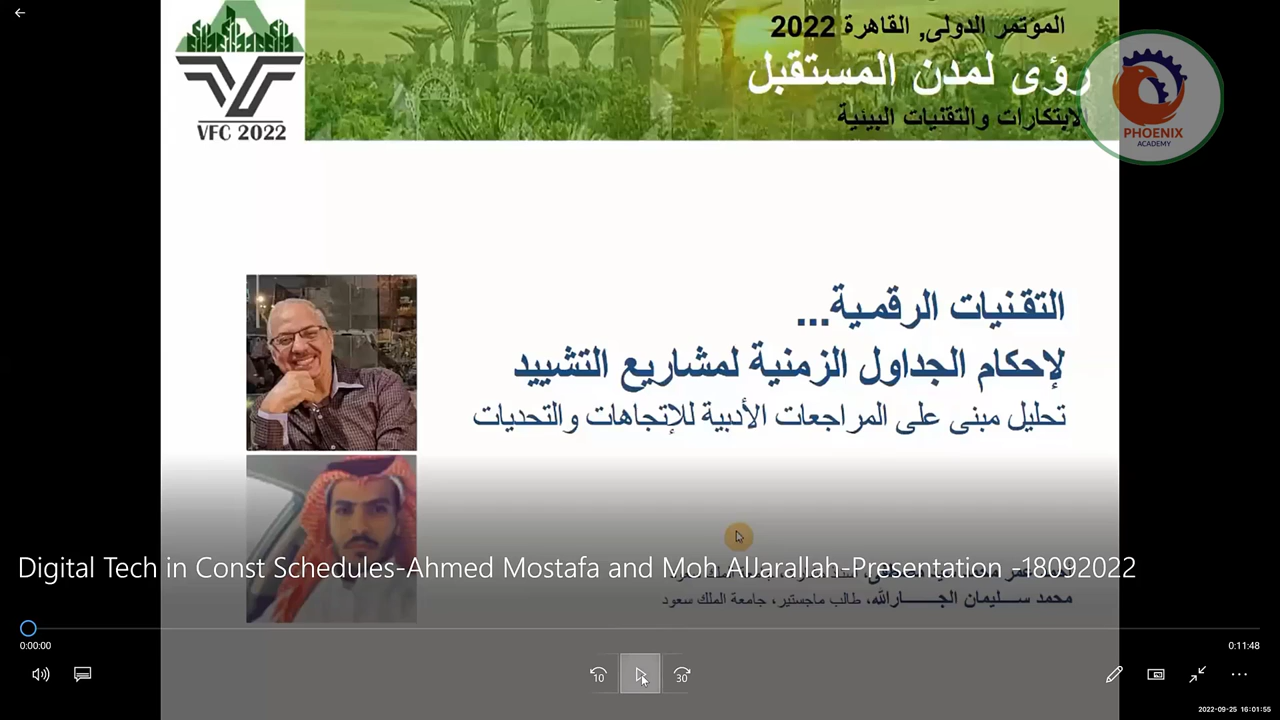 الموتمر الدولى, القاهرة 2022
رؤى لمدن المستقبل
لابتكارات والتقنيات البيئية
VFC 2022
PHOENIX
ACADEMY
التقنيات الرقمية...
لإحكام الجداول الزمنية لمشاريع التشييد
تحليل مبنى على المراجعات الأدبية للإتجاهات والتحديات
Digital Tech in Const Schedules-Ahmed Mostafa and Moh AlJarallah-Presentation -18092022
محمد سليمان الجارالله، طالب ماجستير، جامعة الملك سعود
0:00:00
0:11:48
10
30
2022-09-25 16:01:55